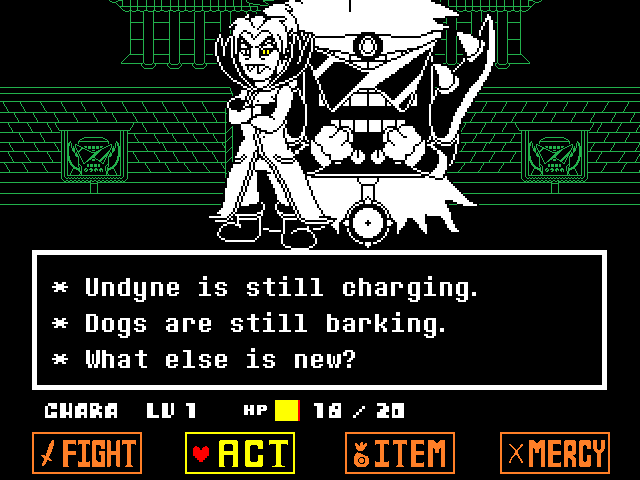 * Undyne is still charging.
* Dogs are still barking.
* What else is new?
CHARA LV 1 HP 18 / 20
FIGHT ACT ITEM MERCY